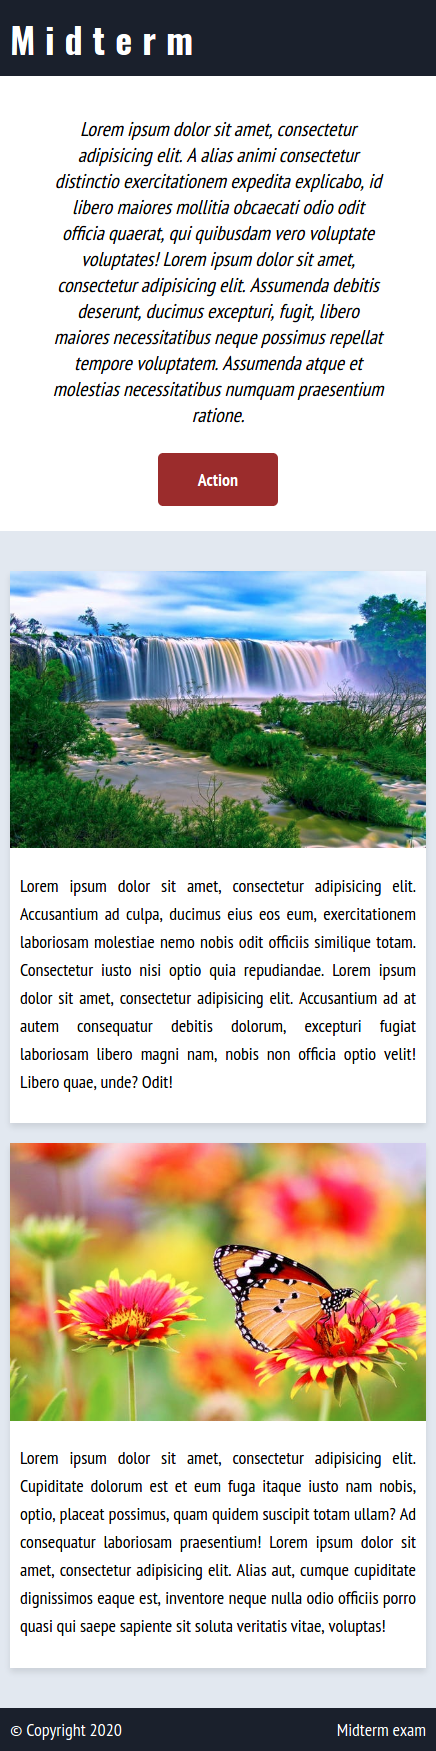 Midterm
Lorem ipsum dolor sit amet, consectetur
adipisicing elit. A alias animi consectetur
distinctio exercitationem expedita explicabo, id
libero maiores mollitia obcaecati odio odit
officia quaerat, qui quibusdam vero voluptate
voluptates! Lorem ipsum dolor sit amet,
consectetur adipisicing elit. Assumenda debitis
deserunt, ducimus excepturi, fugit, libero
maiores necessitatibus neque possimus repellat
tempore voluptatem. Assumenda atque et
molestias necessitatibus numquam praesentium
ratione.
Action
Lorem ipsum dolor sit amet, consectetur adipisicing elit.
Accusantium ad culpa, ducimus eius eos eum, exercitationem
laboriosam molestiae nemo nobis odit officiis similique totam.
Consectetur iusto nisi optio quia repudiandae. Lorem ipsum
dolor sit amet, consectetur adipisicing elit. Accusantium ad at
autem consequatur debitis dolorum, excepturi fugiat
laboriosam libero magni nam, nobis non officia optio velit!
Libero quae, unde? Odit!
Lorem ipsum dolor sit amet, consectetur adipisicing elit.
Cupiditate dolorum est et eum fuga itaque iusto nam nobis,
optio, placeat possimus, quam quidem suscipit totam ullam? Ad
consequatur laboriosam praesentium! Lorem ipsum dolor sit
amet, consectetur adipisicing elit. Alias aut, cumque cupiditate
dignissimos eaque est, inventore neque nulla odio officiis porro
quasi qui saepe sapiente sit soluta veritatis vitae, voluptas!
© Copyright 2020 Midterm exam